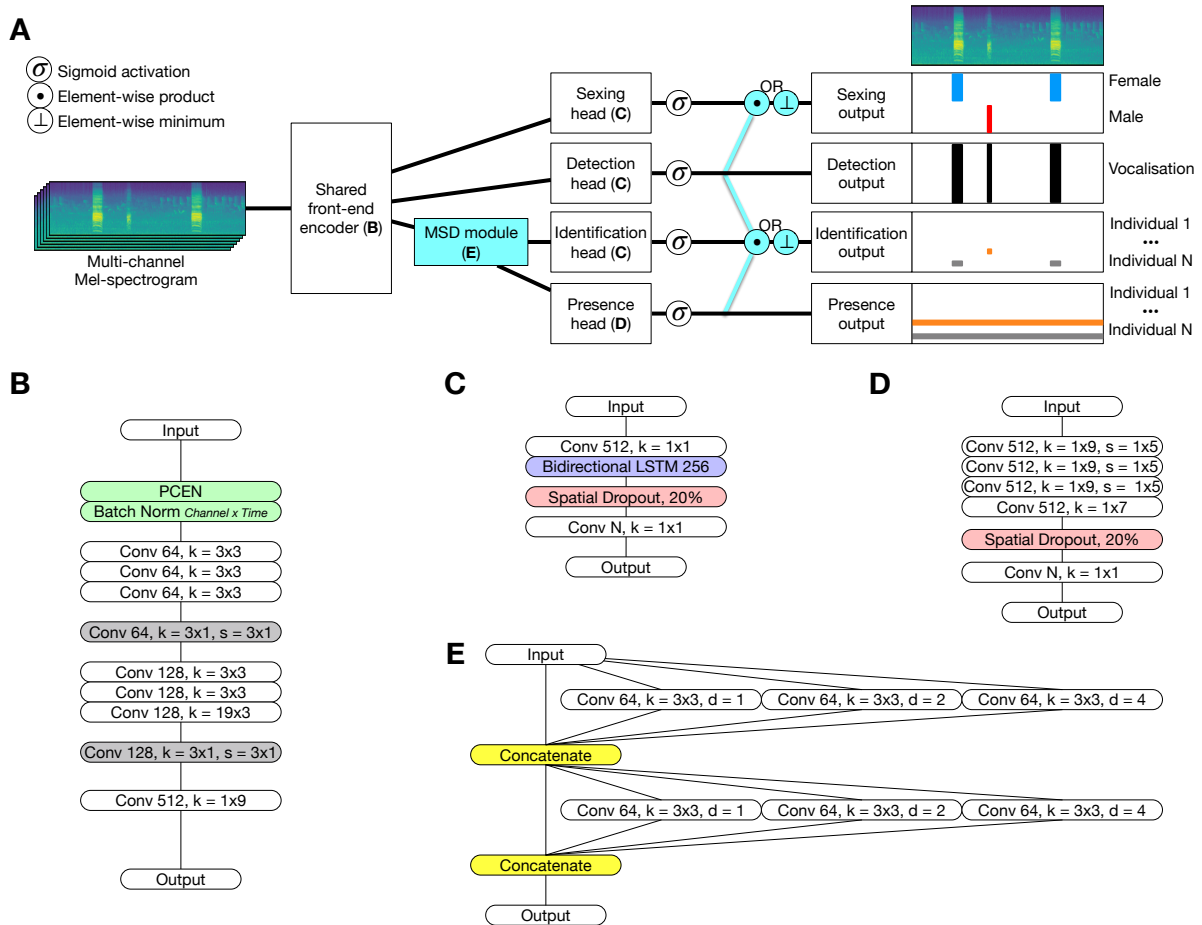 A
σ Sigmoid activation
• Element-wise product
⊥ Element-wise minimum
Multi-channel
Mel-spectrogram
Shared
front-end
encoder (B)
MSD module
(E)
Sexing
head (C)
Detection
head (C)
Identification
head (C)
Presence
head (D)
σ
σ
σ
σ
OR
• ⊥
OR
• ⊥
Sexing
output
Detection
output
Identification
output
Presence
output
Female
Male
Vocalisation
Individual 1
•••
Individual N
Individual 1
•••
Individual N
B
Input
PCEN
Batch Norm Channel x Time
Conv 64, k = 3x3
Conv 64, k = 3x3
Conv 64, k = 3x3
Conv 64, k = 3x1, s = 3x1
Conv 128, k = 3x3
Conv 128, k = 3x3
Conv 128, k = 19x3
Conv 128, k = 3x1, s = 3x1
Conv 512, k = 1x9
Output
C
Input
Conv 512, k = 1x1
Bidirectional LSTM 256
Spatial Dropout, 20%
Conv N, k = 1x1
Output
D
Input
Conv 512, k = 1x9, s = 1x5
Conv 512, k = 1x9, s = 1x5
Conv 512, k = 1x9, s = 1x5
Conv 512, k = 1x7
Spatial Dropout, 20%
Conv N, k = 1x1
Output
E
Input
Conv 64, k = 3x3, d = 1 Conv 64, k = 3x3, d = 2 Conv 64, k = 3x3, d = 4
Concatenate
Conv 64, k = 3x3, d = 1 Conv 64, k = 3x3, d = 2 Conv 64, k = 3x3, d = 4
Concatenate
Output